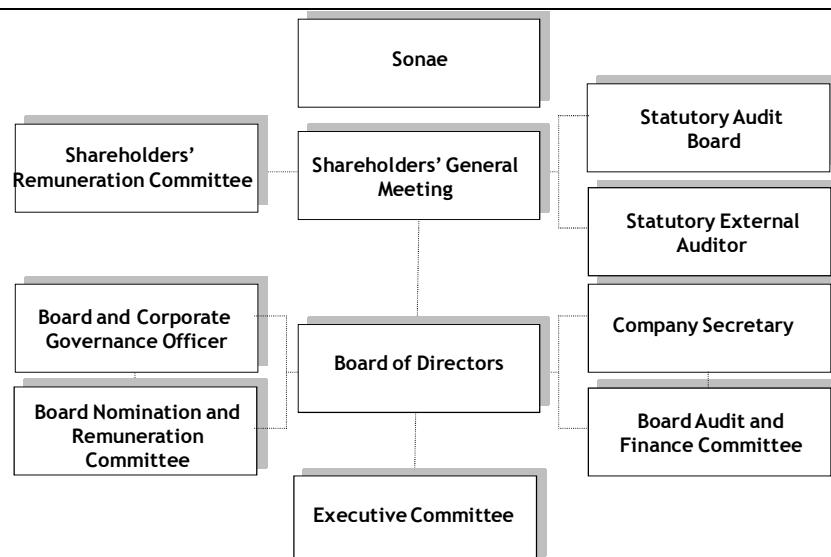 Sonae
Statutory Audit
Board
Shareholders'
Remuneration Committee
Shareholders' General
Meeting
Statutory External
Auditor
Board and Corporate
Governance Officer
Company Secretary
Board of Directors
Board Nomination and
Remuneration
Committee
Board Audit and
Finance Committee
Executive Committee